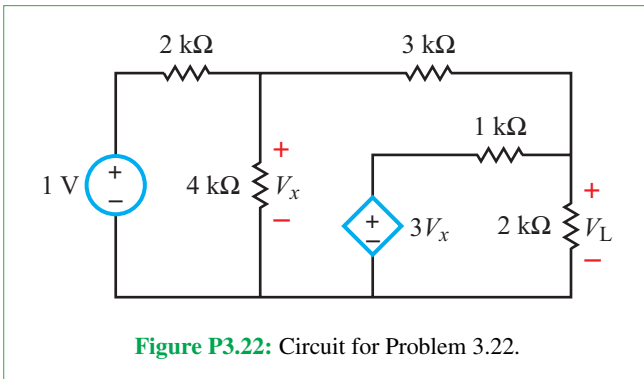 2 kΩ
3 kΩ
1 kΩ
1 V
+
−
4 kΩ
+
Vx
−
+
−
3Vx
2 kΩ
+
VL
−
Figure P3.22: Circuit for Problem 3.22.